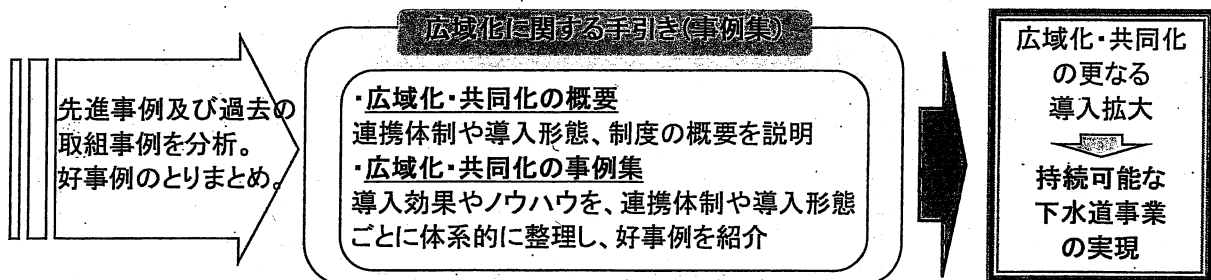 広域化に関する手引き(事例集)
先進事例及び過去の
取組事例を分析。
好事例のとりまとめ。
・広域化・共同化の概要
連携体制や導入形態、制度の概要を説明
・広域化・共同化の事例集
導入効果やノウハウを、連携体制や導入形態
ごとに体系的に整理し、好事例を紹介
広域化・共同化
の更なる
導入拡大
持続可能な
下水道事業
の実現